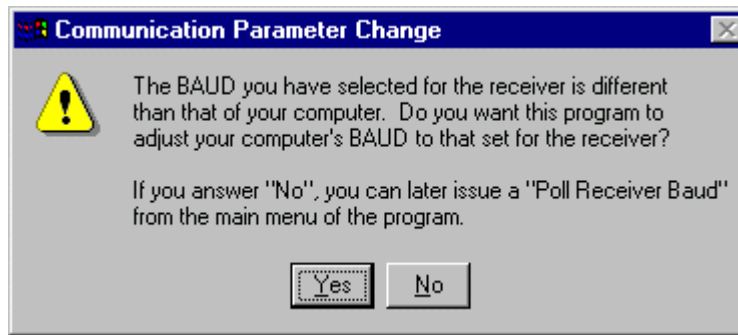 Communication Parameter Change
The BAUD you have selected for the receiver is different
than that of your computer.  Do you want this program to
adjust your computer's BAUD to that set for the receiver?
If you answer "No", you can later issue a "Poll Receiver Baud"
from the main menu of the program.
Yes
No